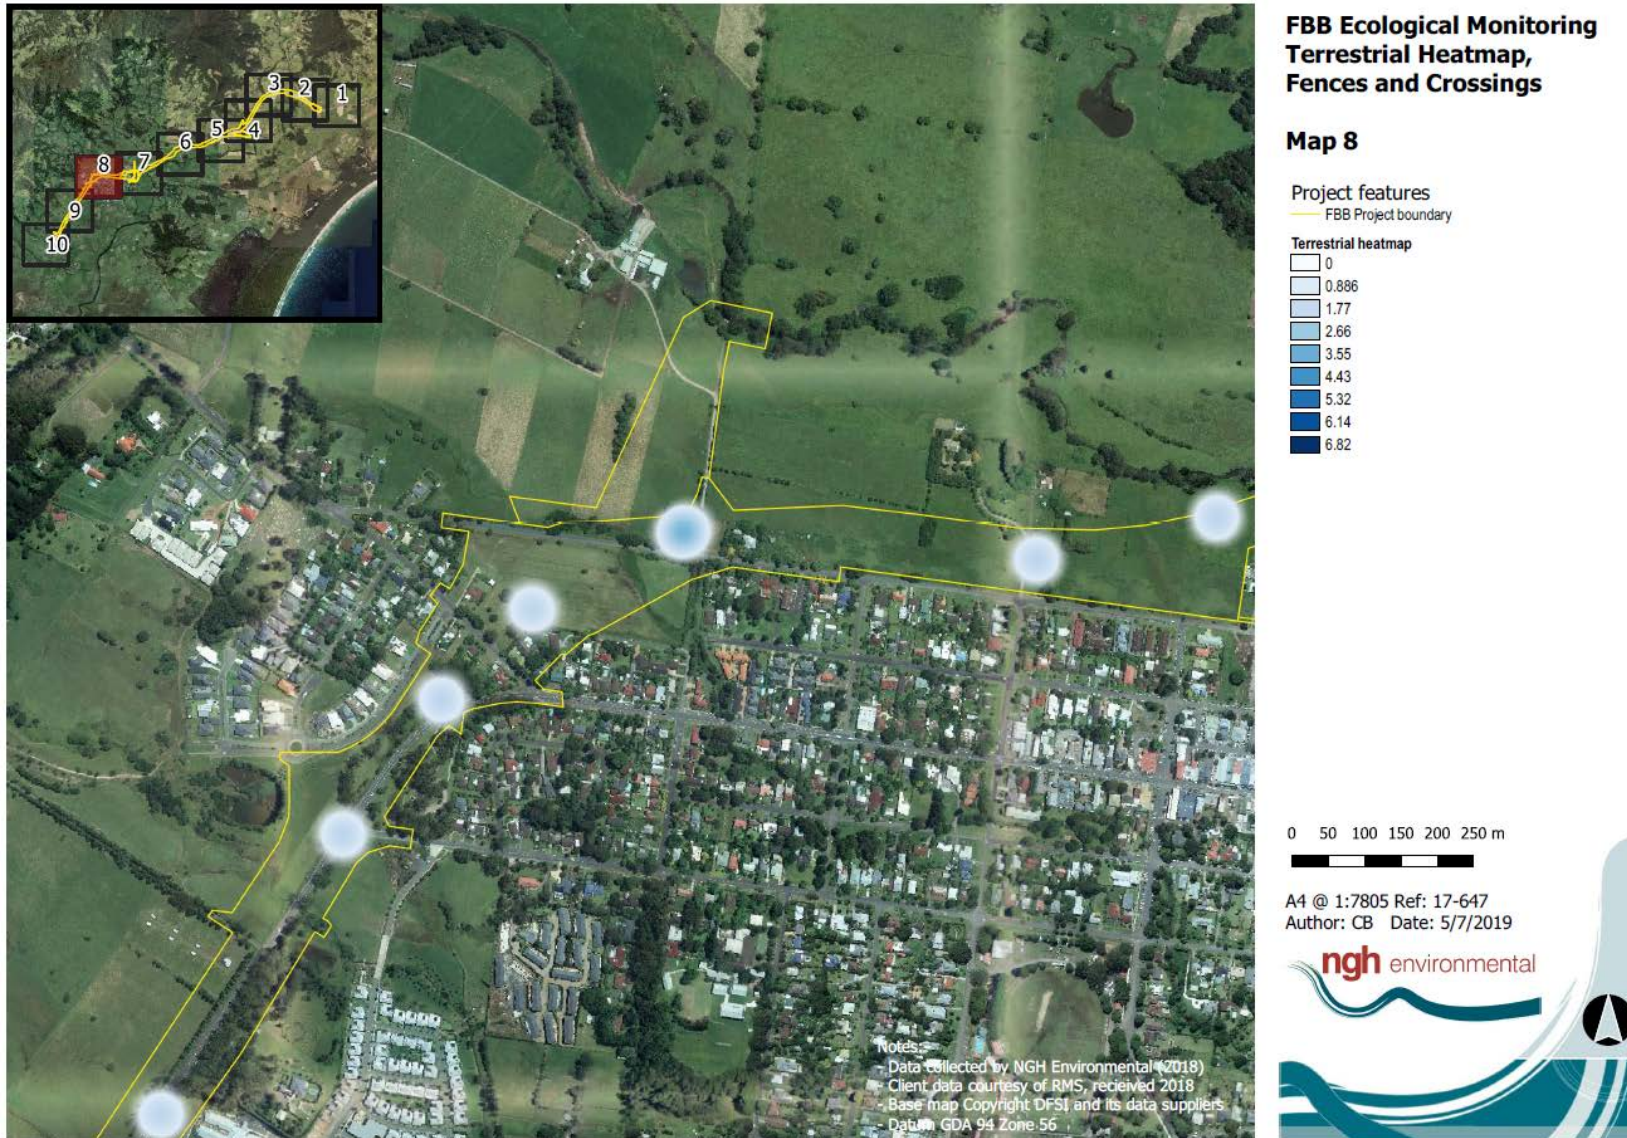 FBB Ecological Monitoring
Terrestrial Heatmap,
Fences and Crossings
Map 8
Project features
FBB Project boundary
Terrestrial heatmap
0
0.886
1.77
2.66
3.55
4.43
5.32
6.14
6.82
1
2
3
4
5
6
7
8
9
10
0 50 100 150 200 250 m
A4 @ 1:7805 Ref: 17-647
Author: CB Date: 5/7/2019
ngh environmental
Notes:-
- Data collected by NGH Environmental (2018)
- Client data courtesy of RMS, recieived 2018
- Base map Copyright DFSI and its data suppliers
- Datum GDA 94 Zone 56